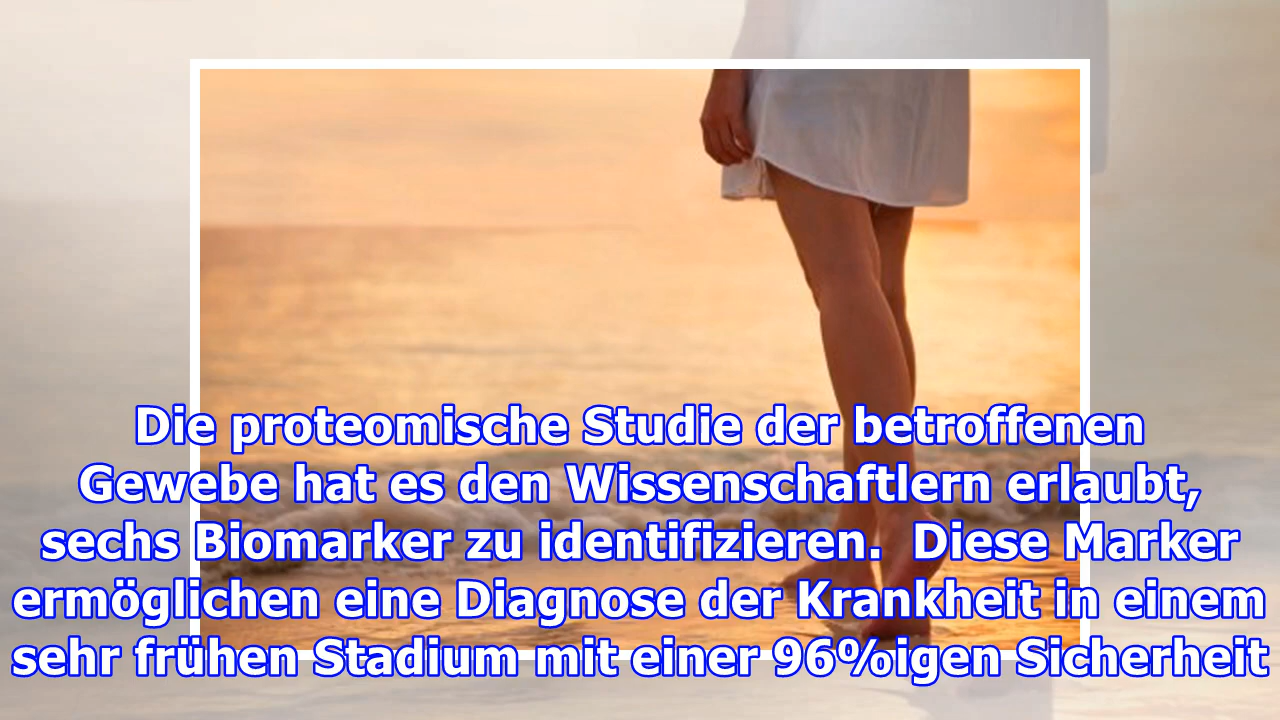 Die proteomische Studie der betroffenen
Gewebe hat es den Wissenschaftlern erlaubt,
sechs Biomarker zu identifizieren.  Diese Marker
ermöglichen eine Diagnose der Krankheit in einem
sehr frühen Stadium mit einer 96%igen Sicherheit